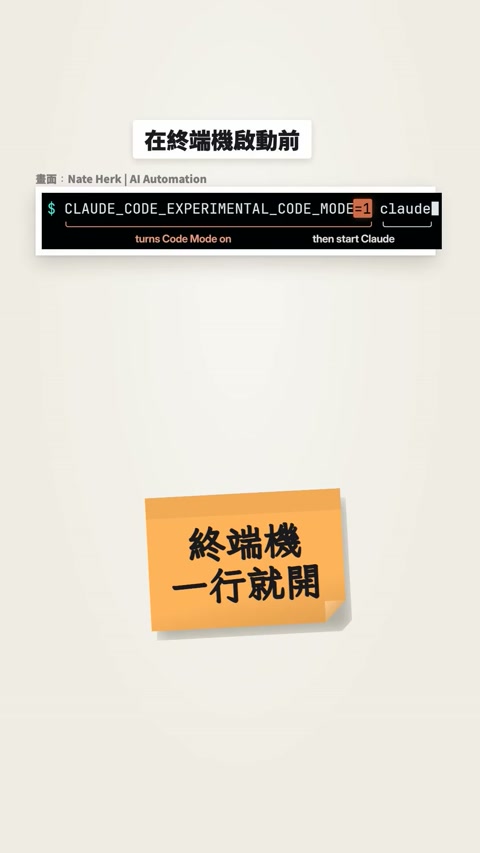 在終端機啟動前
畫面：Nate Herk | AI Automation
$ CLAUDE_CODE_EXPERIMENTAL_CODE_MODE=1 claude
turns Code Mode on then start Claude
終端機
一行就開